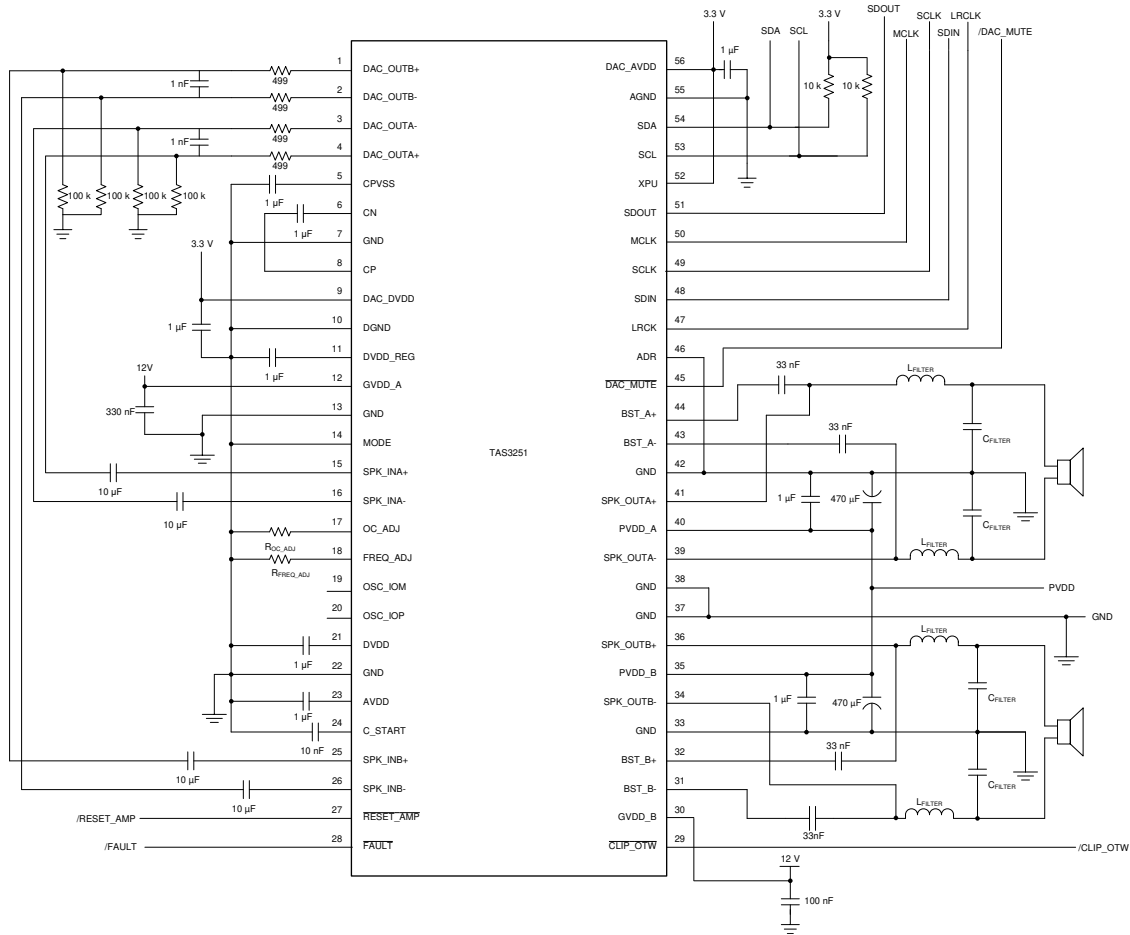 SDOUT
SCLK LRCLK
3.3 V
3.3 V
SDA SCL
MCLK
SDIN
/DAC_MUTE
1 µF
10 k
10 k
1 nF
499
499
1 nF
499
499
100 k
100 k
100 k
100 k
1 µF
1 µF
3.3 V
1 µF
1 µF
12V
330 nF
10 µF
10 µF
R OC_ADJ
R FREQ_ADJ
1 µF
1 µF
10 nF
10 µF
10 µF
/RESET_AMP
/FAULT
1 DAC_OUTB+
2 DAC_OUTB-
3 DAC_OUTA-
4 DAC_OUTA+
5 CPVSS
6 CN
7 GND
8 CP
9 DAC_DVDD
10 DGND
11 DVDD_REG
12 GVDD_A
13 GND
14 MODE
15 SPK_INA+
16 SPK_INA-
17 OC_ADJ
18 FREQ_ADJ
19 OSC_IOM
20 OSC_IOP
21 DVDD
22 GND
23 AVDD
24 C_START
25 SPK_INB+
26 SPK_INB-
27 RESET_AMP
28 FAULT
TAS3251
DAC_AVDD 56
AGND 55
SDA 54
SCL 53
XPU 52
SDOUT 51
MCLK 50
SCLK 49
SDIN 48
LRCK 47
ADR 46
DAC_MUTE 45
BST_A+ 44
BST_A- 43
GND 42
SPK_OUTA+ 41
PVDD_A 40
SPK_OUTA- 39
GND 38
GND 37
SPK_OUTB+ 36
PVDD_B 35
SPK_OUTB- 34
GND 33
BST_B+ 32
BST_B- 31
GVDD_B 30
CLIP_OTW 29
33 nF
L FILTER
33 nF
C FILTER
1 µF
470 µF
C FILTER
L FILTER
PVDD
GND
L FILTER
1 µF
470 µF
C FILTER
33 nF
C FILTER
L FILTER
33nF
/CLIP_OTW
12 V
100 nF